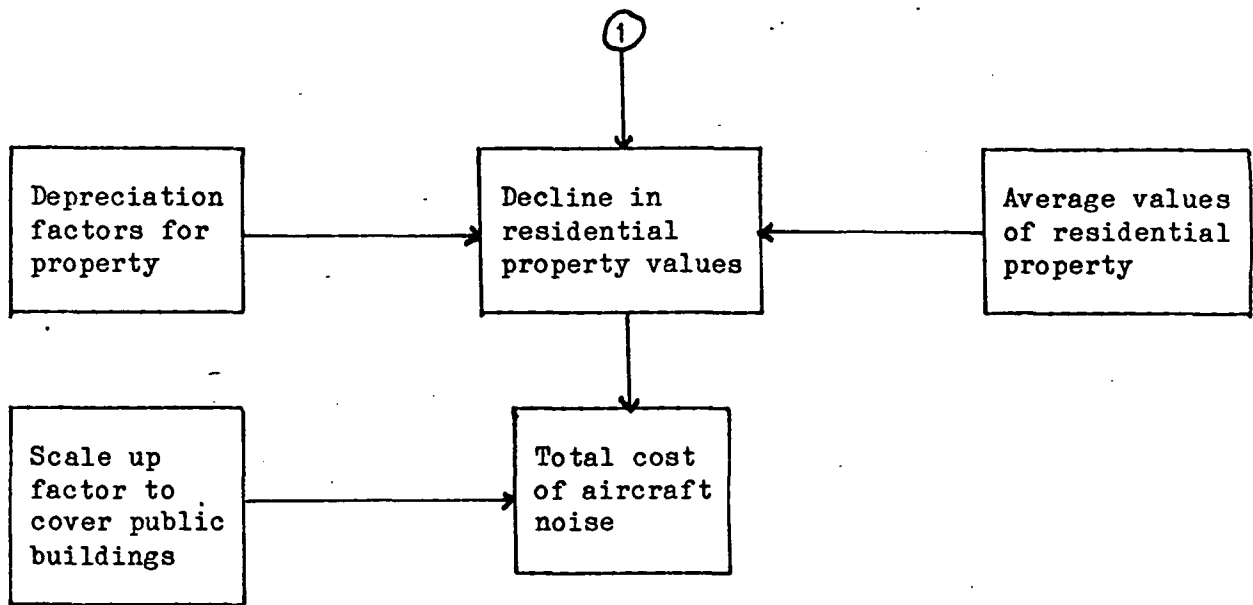 1
Depreciation
factors for
property
Decline in
residential
property values
Average values
of residential
property
Scale up
factor to
cover public
buildings
Total cost
of aircraft
noise